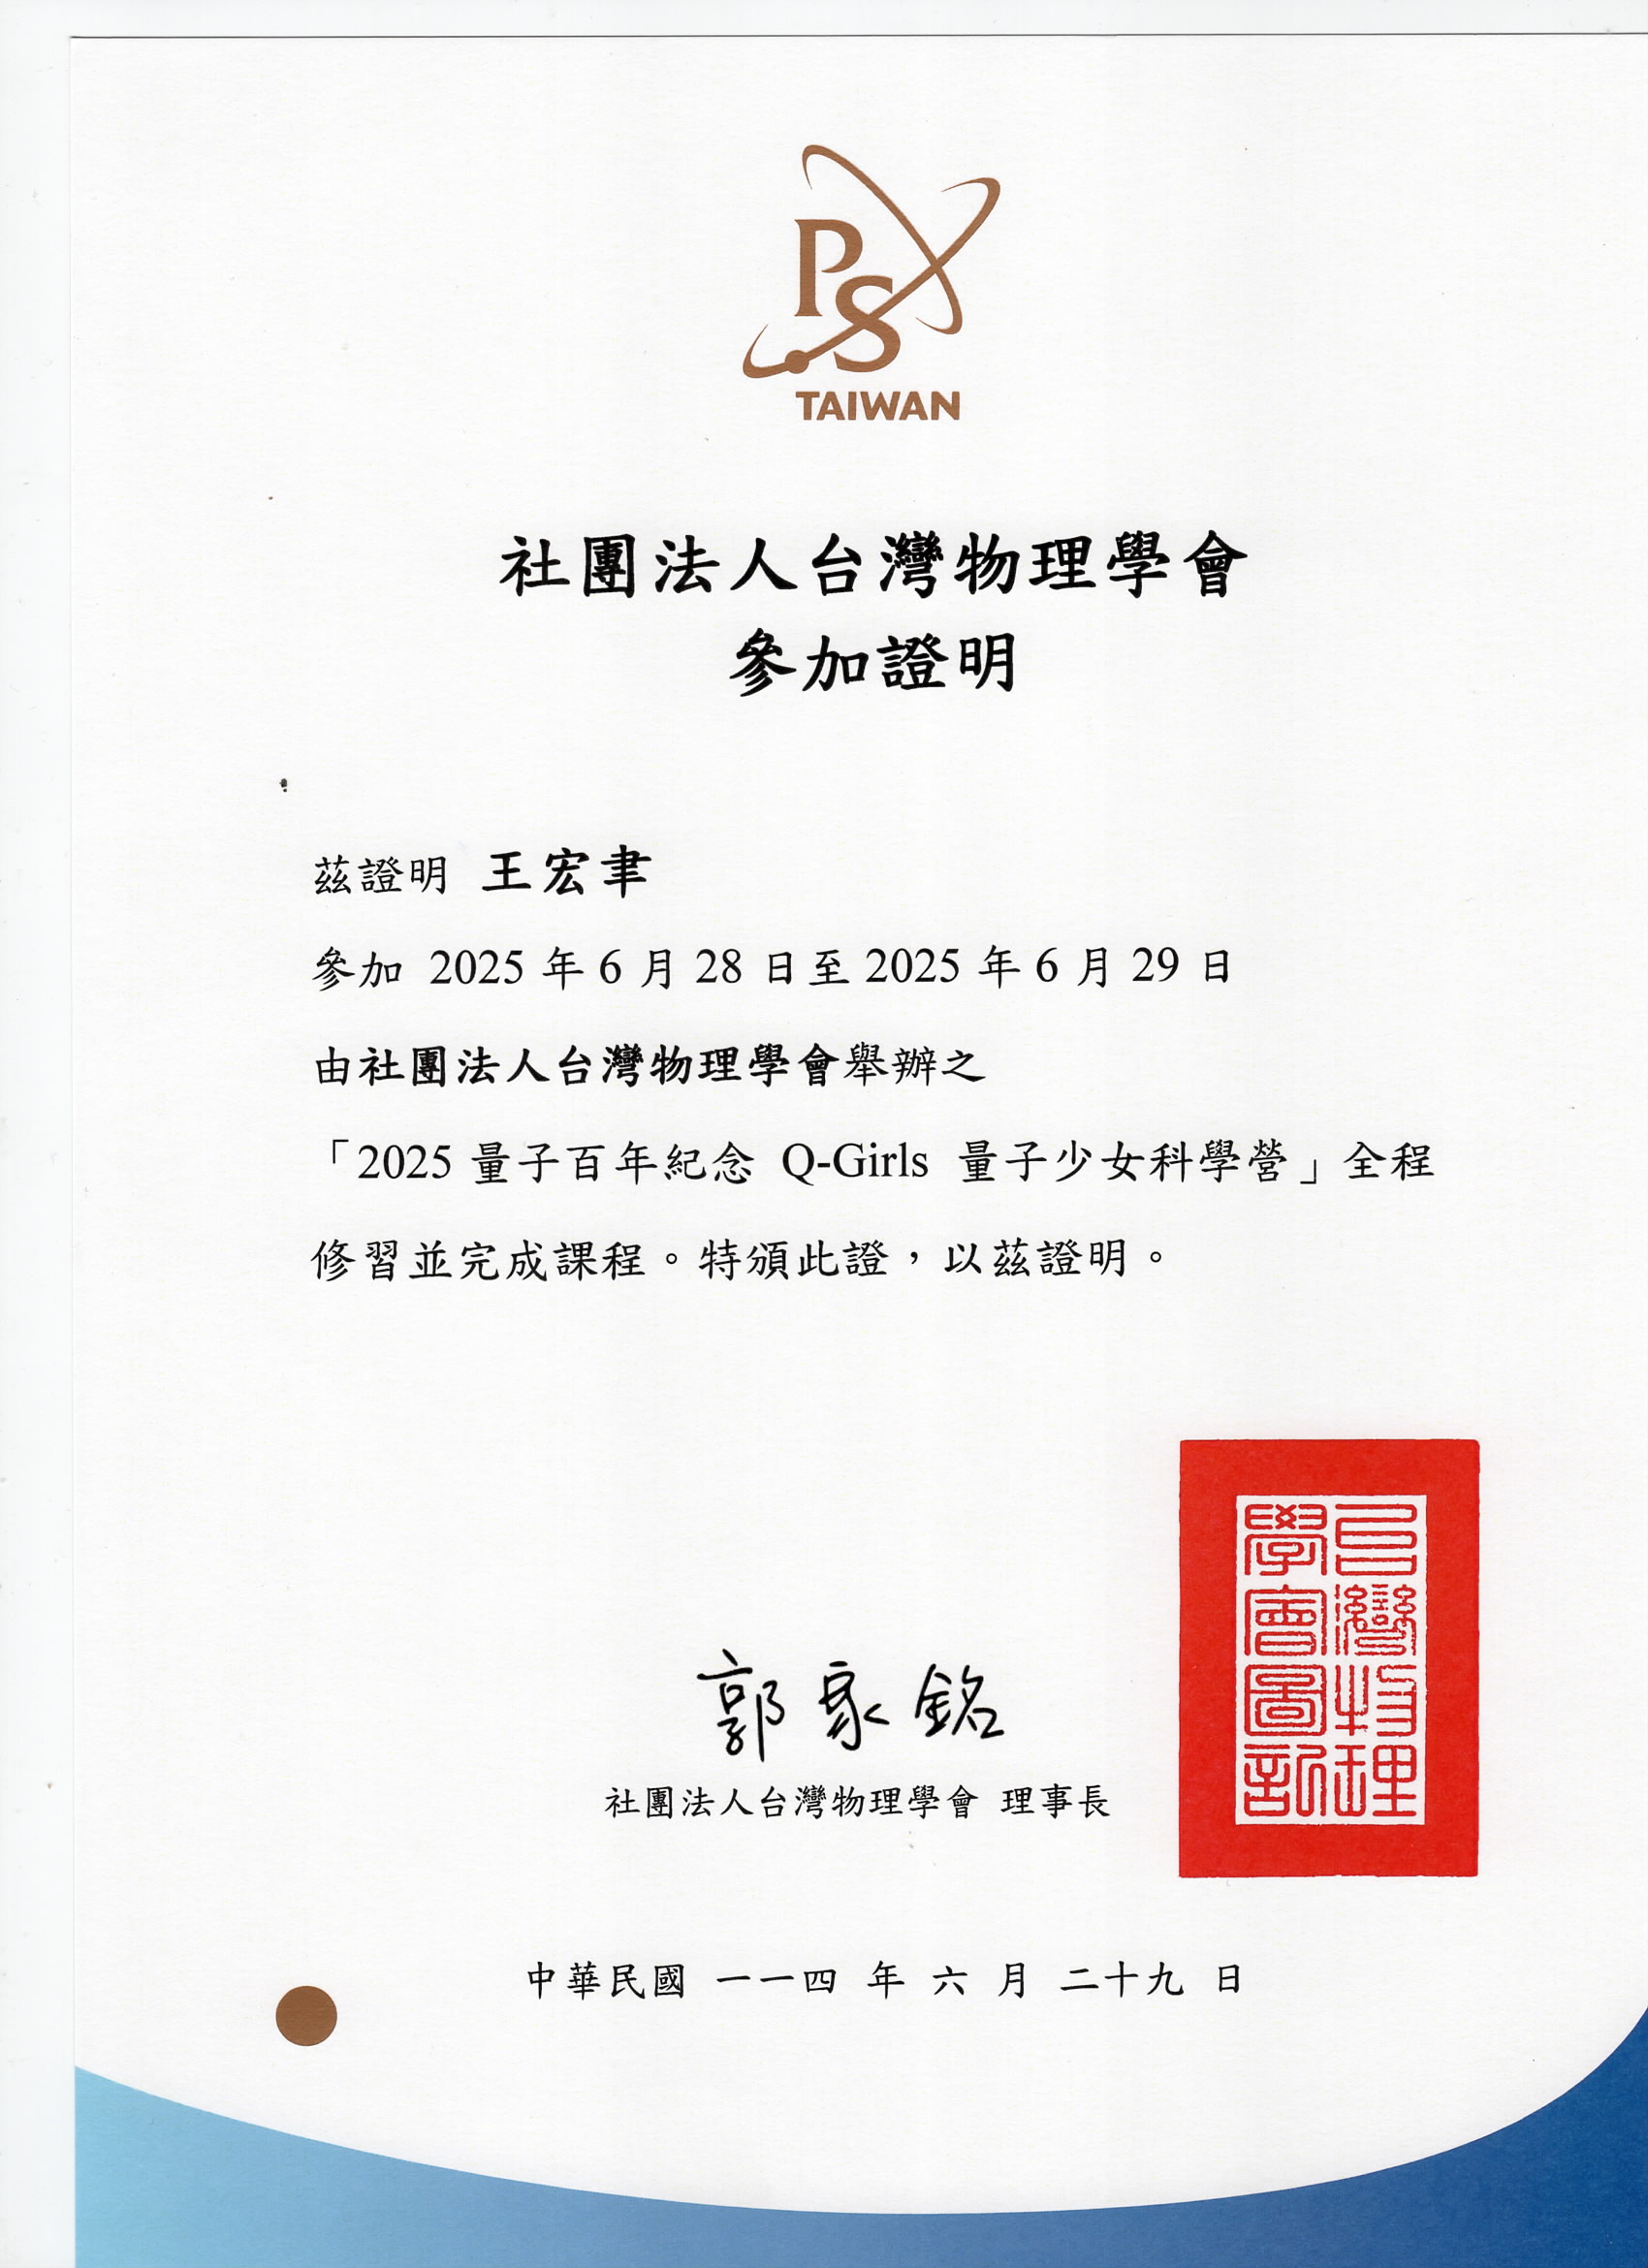 PS
TAIWAN
社團法人台灣物理學會
參加證明
茲證明 王宏聿
參加 2025 年 6 月 28 日至 2025 年 6 月 29 日
由社團法人台灣物理學會舉辦之
「2025 量子百年紀念 Q-Girls 量子少女科學營」全程
修習並完成課程。特頒此證，以茲證明。
台灣物理
學會圖記
郭家銘
社團法人台灣物理學會 理事長
中華民國 一一四 年 六 月 二十九 日